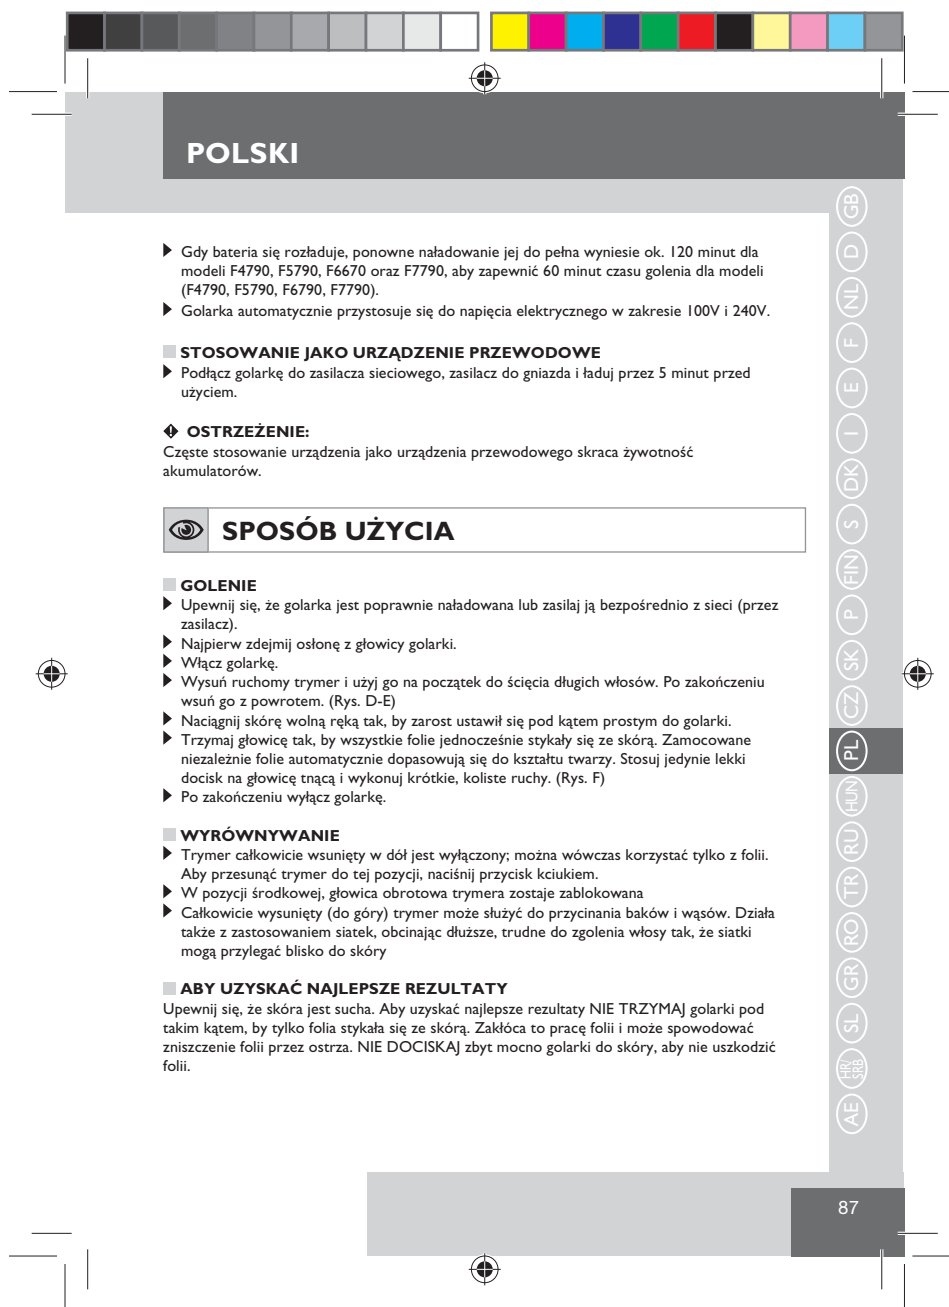 POLSKI
Gdy bateria się rozładuje, ponowne naładowanie jej do pełna wyniesie ok. 120 minut dla
modeli F4790, F5790, F6670 oraz F7790, aby zapewnić 60 minut czasu golenia dla modeli
(F4790, F5790, F6790, F7790).
Golarka automatycznie przystosuje się do napięcia elektrycznego w zakresie 100V i 240V.
STOSOWANIE JAKO URZĄDZENIE PRZEWODOWE
Podłącz golarkę do zasilacza sieciowego, zasilacz do gniazda i ładuj przez 5 minut przed
użyciem.
OSTRZEŻENIE:
Częste stosowanie urządzenia jako urządzenia przewodowego skraca żywotność
akumulatorów.
SPOSÓB UŻYCIA
GOLENIE
Upewnij się, że golarka jest poprawnie naładowana lub zasilaj ją bezpośrednio z sieci (przez
zasilacz).
Najpierw zdejmij osłonę z głowicy golarki.
Włącz golarkę.
Wysuń ruchomy trymer i użyj go na początek do ścięcia długich włosów. Po zakończeniu
wsuń go z powrotem. (Rys. D-E)
Naciągnij skórę wolną ręką tak, by zarost ustawił się pod kątem prostym do golarki.
Trzymaj głowicę tak, by wszystkie folie jednocześnie stykały się ze skórą. Zamocowane
niezależnie folie automatycznie dopasowują się do kształtu twarzy. Stosuj jedynie lekki
docisk na głowicę tnącą i wykonuj krótkie, koliste ruchy. (Rys. F)
Po zakończeniu wyłącz golarkę.
WYRÓWNYWANIE
Trymer całkowicie wsunięty w dół jest wyłączony; można wówczas korzystać tylko z folii.
Aby przesunąć trymer do tej pozycji, naciśnij przycisk kciukiem.
W pozycji środkowej, głowica obrotowa trymera zostaje zablokowana
Całkowicie wysunięty (do góry) trymer może służyć do przycinania baków i wąsów. Działa
także z zastosowaniem siatek, obcinając dłuższe, trudne do zgolenia włosy tak, że siatki
mogą przylegać blisko do skóry
ABY UZYSKAĆ NAJLEPSZE REZULTATY
Upewnij się, że skóra jest sucha. Aby uzyskać najlepsze rezultaty NIE TRZYMAJ golarki pod
takim kątem, by tylko folia stykała się ze skórą. Zakłóca to pracę folii i może spowodować
zniszczenie folii przez ostrza. NIE DOCISKAJ zbyt mocno golarki do skóry, aby nie uszkodzić
folii.
GB
D
NL
F
E
I
DK
S
FIN
P
SK
CZ
PL
HUN
RU
TR
RO
GR
SL
HR/
SRB
AE
87